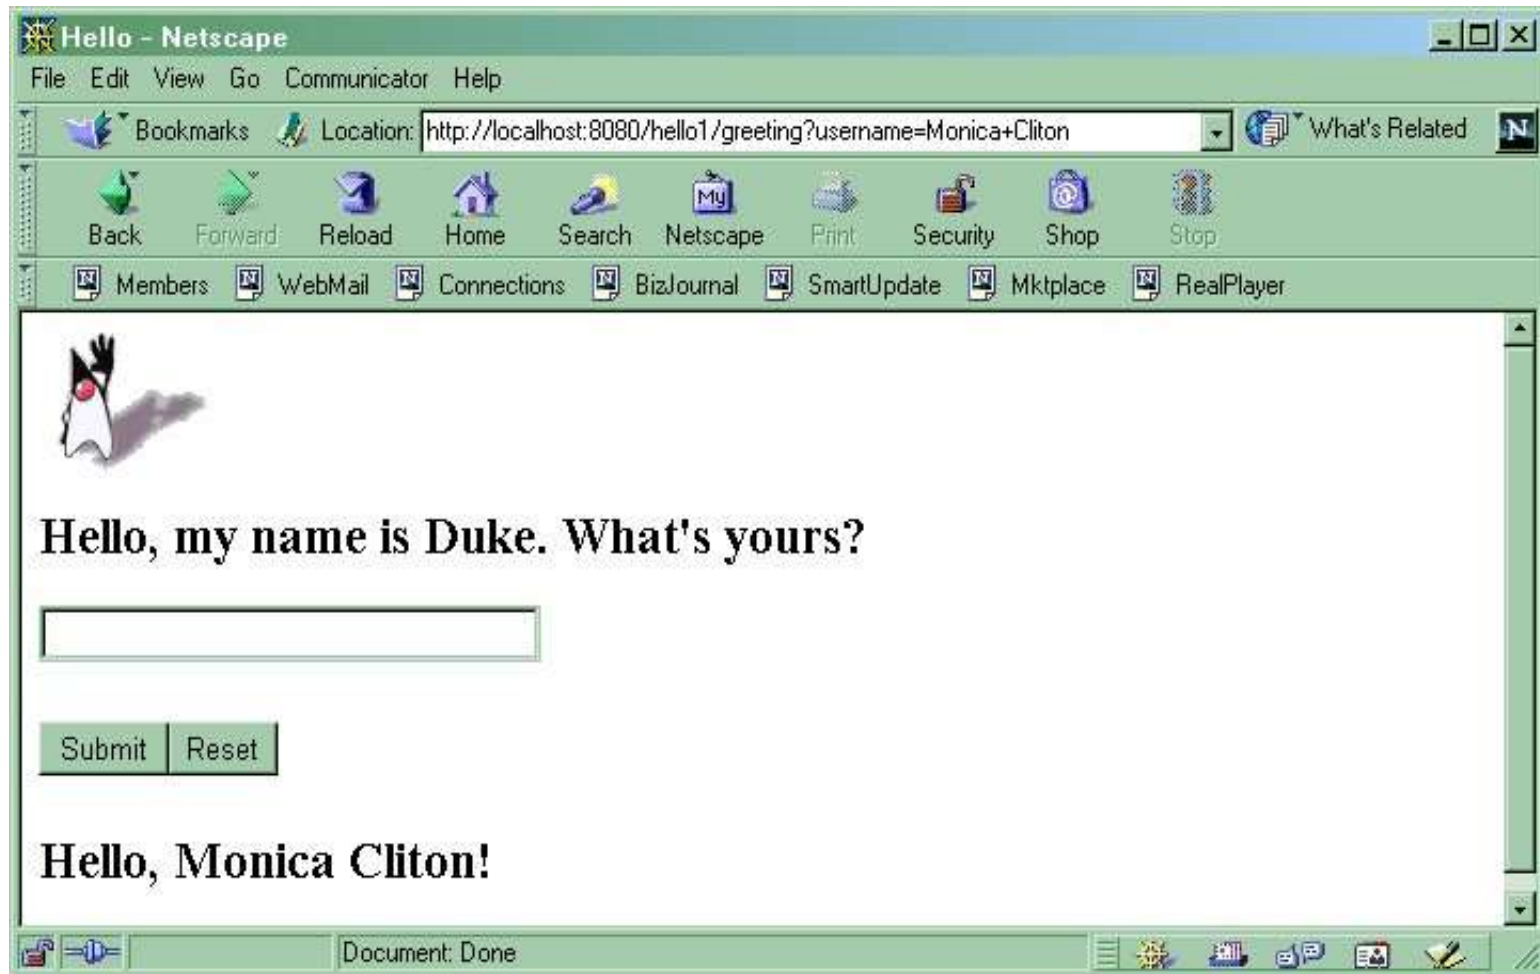 Hello - Netscape
File Edit View Go Communicator Help
Bookmarks Location: http://localhost:8080/hello1/greeting?username=Monica+Cliton What's Related N
My
Back Forward Reload Home Search Netscape Print Security Shop Stop
Members WebMail Connections BizJournal SmartUpdate Mktplace RealPlayer
Hello, my name is Duke. What's yours?
Submit Reset
Hello, Monica Cliton!
Document: Done